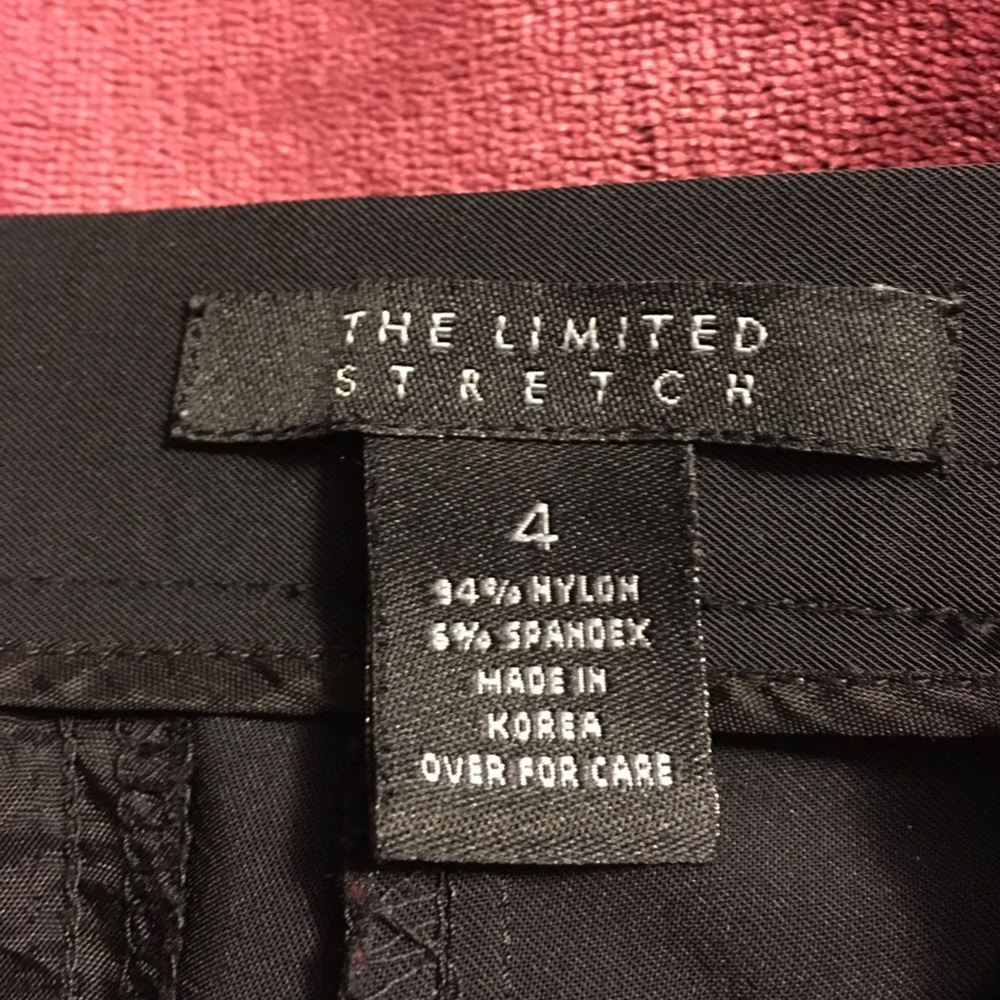 THE LIMITED
STRETCH
4
94% NYLON
6% SPANDEX
MADE IN
KOREA
OVER FOR CARE